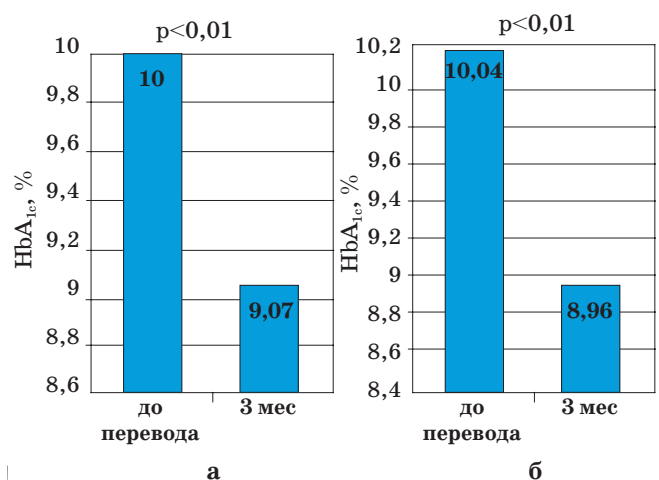 p<0,01
HbA1c, %
10
9,8
9,6
9,4
9,2
9
8,8
8,6
10
9,07
до перевода
3 мес
а
p<0,01
HbA1c, %
10,2
10
9,8
9,6
9,4
9,2
9
8,8
8,6
8,4
10,04
8,96
до перевода
3 мес
б